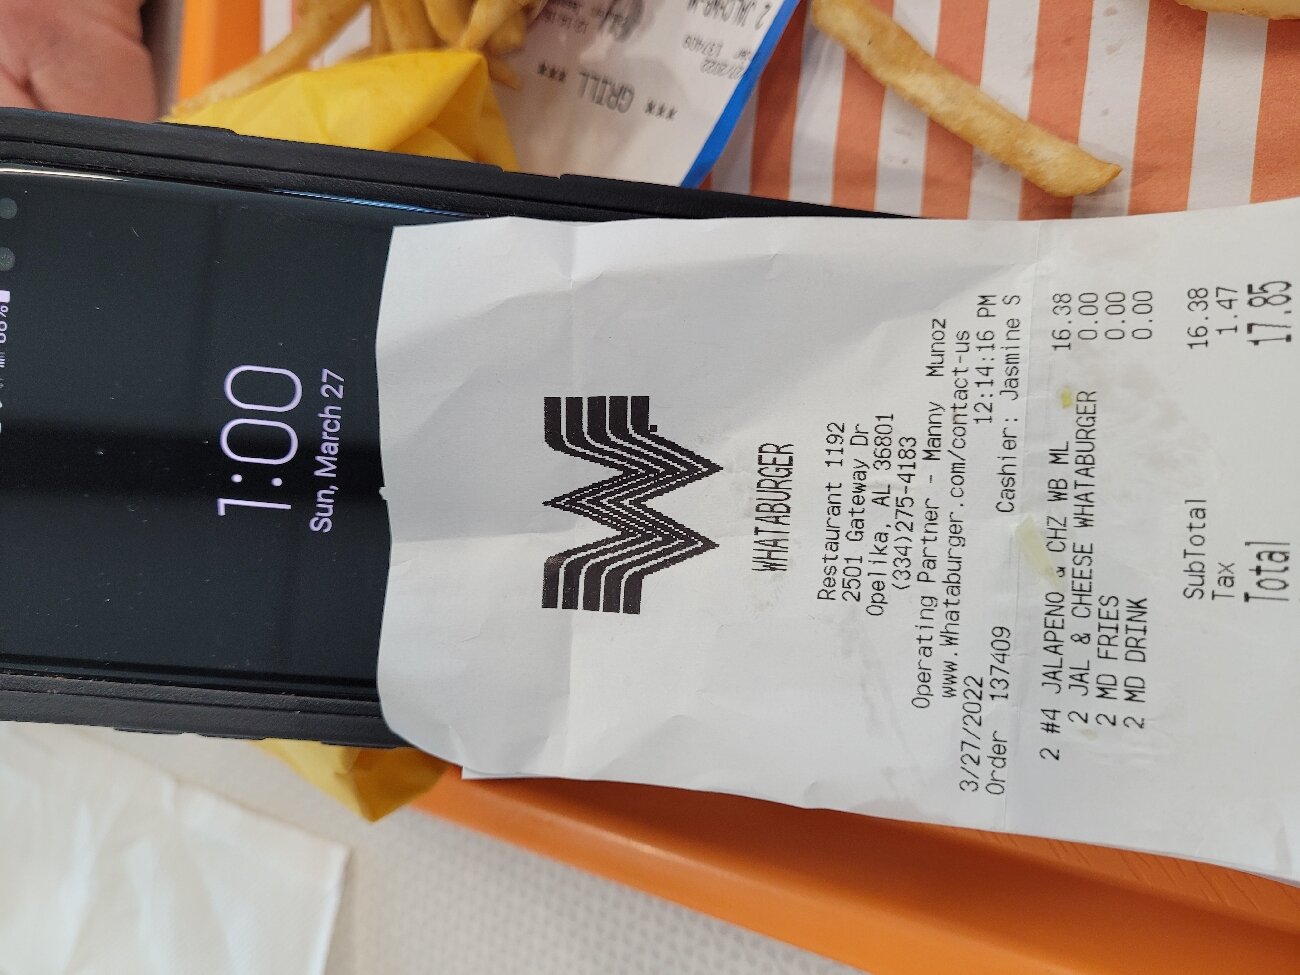 1:00
Sun, March 27
WHATABURGER
Restaurant 1192
2501 Gateway Dr
Opelika, AL 36801
(334)275-4183
Operating Partner - Manny Munoz
www.Whataburger.com/contact-us
3/27/2022 12:14:16 PM
Order 137409 Cashier: Jasmine S
2 #4 JALAPENO & CHZ WB ML 16.38
2 JAL & CHEESE WHATABURGER 0.00
2 MD FRIES 0.00
2 MD DRINK 0.00
SubTotal 16.38
Tax 1.47
Total 17.85
*** GRILL ***
137409